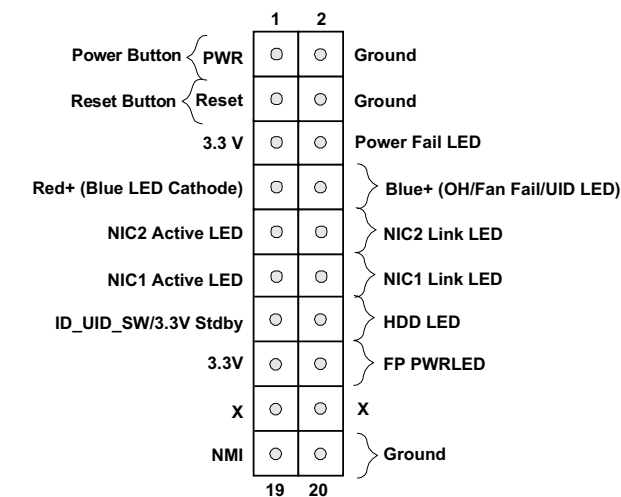 1 2
Power Button PWR Ground
Reset Button Reset Ground
3.3 V Power Fail LED
Red+ (Blue LED Cathode) Blue+ (OH/Fan Fail/UID LED)
NIC2 Active LED NIC2 Link LED
NIC1 Active LED NIC1 Link LED
ID_UID_SW/3.3V Stdby HDD LED
3.3V FP PWRLED
X X
NMI Ground
19 20